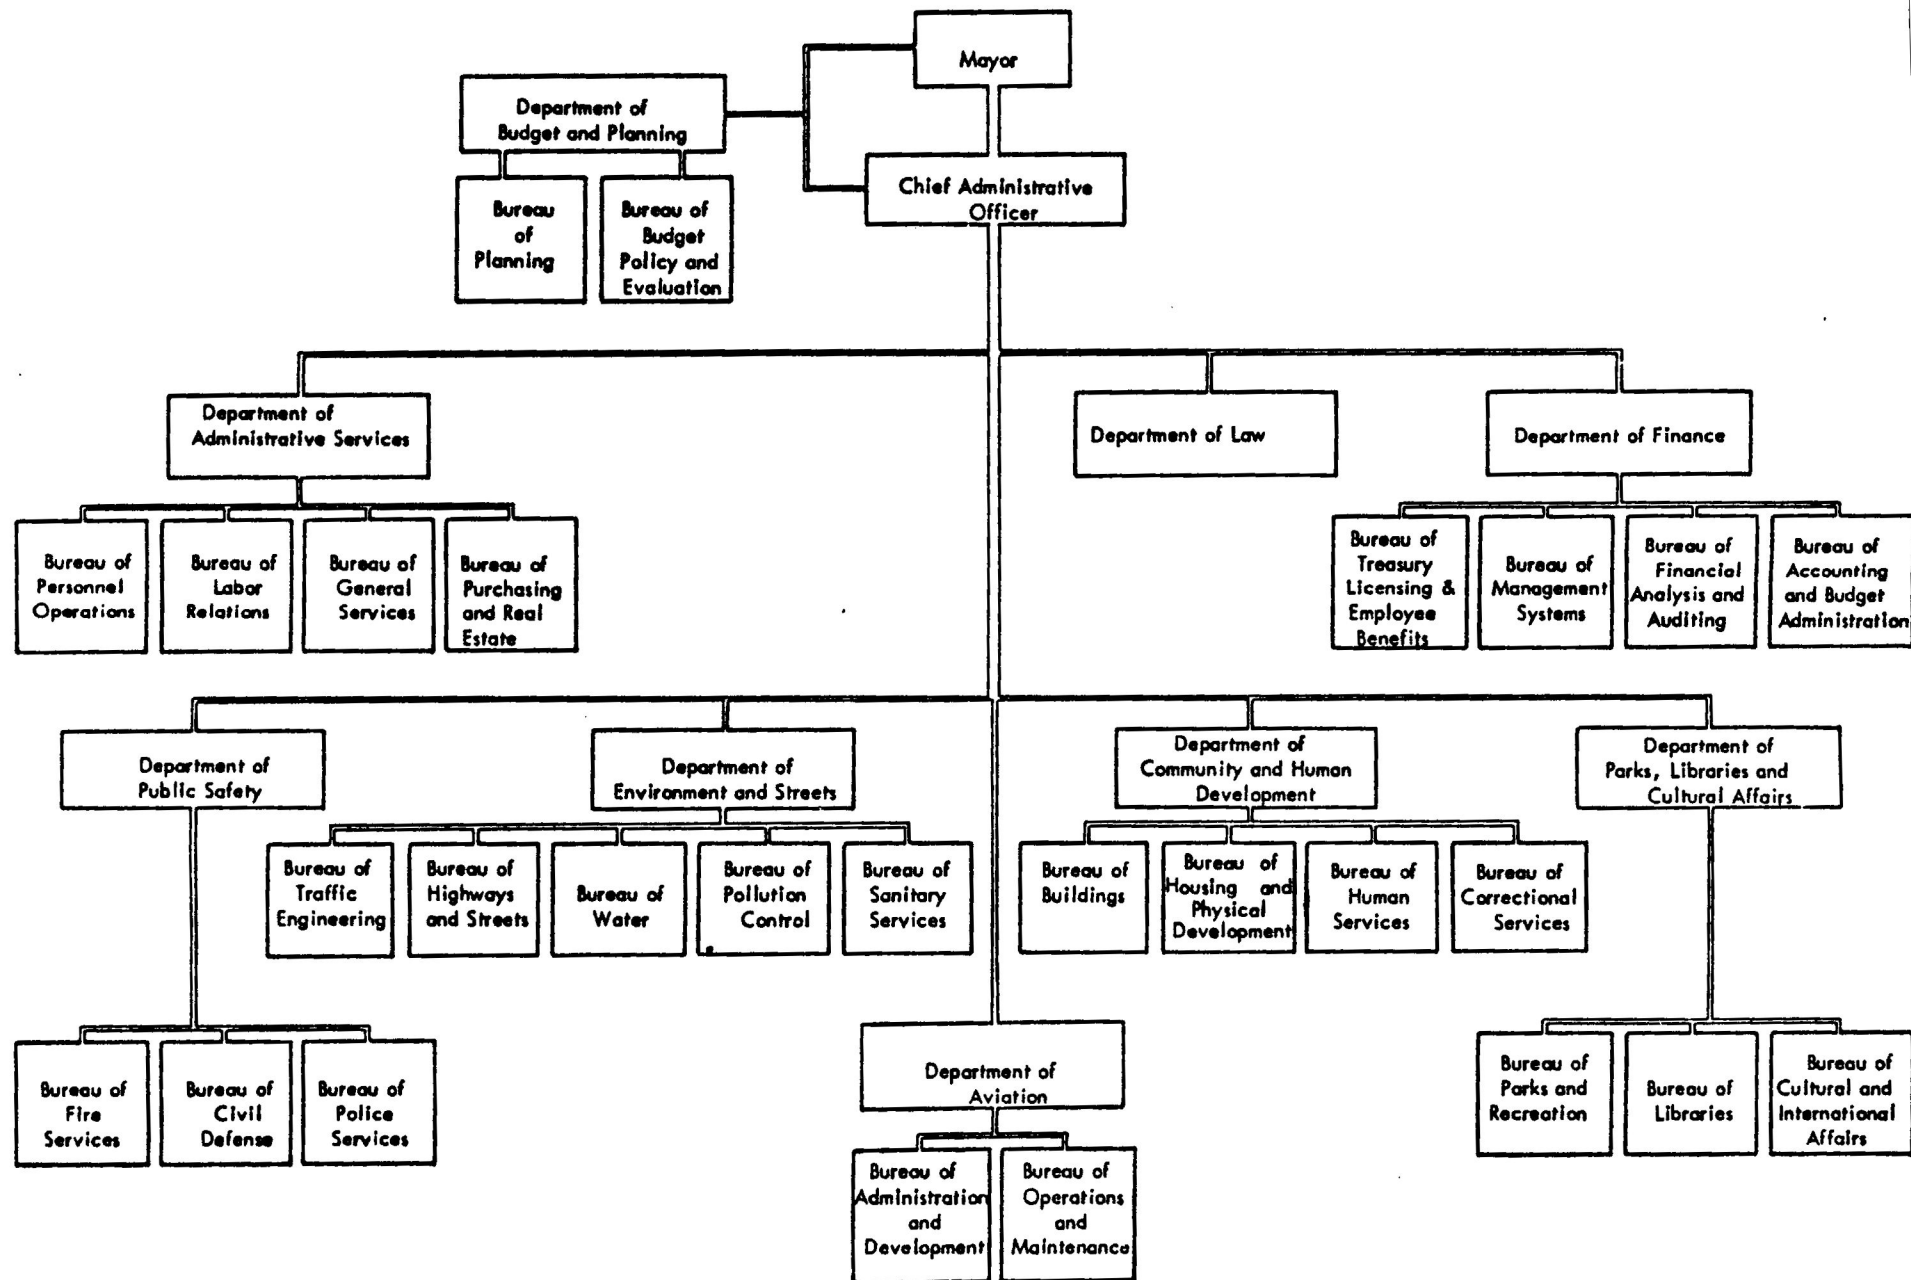 Mayor
Department of
Budget and Planning
Chief Administrative
Officer
Bureau
of
Planning
Bureau of
Budget
Policy and
Evaluation
Department of
Administrative Services
Department of Law
Department of Finance
Bureau of
Personnel
Operations
Bureau of
Labor
Relations
Bureau of
General
Services
Bureau of
Purchasing
and Real
Estate
Bureau of
Treasury
Licensing &
Employee
Benefits
Bureau of
Management
Systems
Bureau of
Financial
Analysis and
Auditing
Bureau of
Accounting
and Budget
Administration
Department of
Public Safety
Department of
Environment and Streets
Department of
Community and Human
Development
Department of
Parks, Libraries and
Cultural Affairs
Bureau of
Traffic
Engineering
Bureau of
Highways
and Streets
Bureau of
Water
Bureau of
Pollution
Control
Bureau of
Sanitary
Services
Bureau of
Buildings
Bureau of
Housing and
Physical
Development
Bureau of
Human
Services
Bureau of
Correctional
Services
Bureau of
Fire
Services
Bureau of
Civil
Defense
Bureau of
Police
Services
Department of
Aviation
Bureau of
Parks and
Recreation
Bureau of
Libraries
Bureau of
Cultural and
International
Affairs
Bureau of
Administration
and
Development
Bureau of
Operations
and
Maintenance